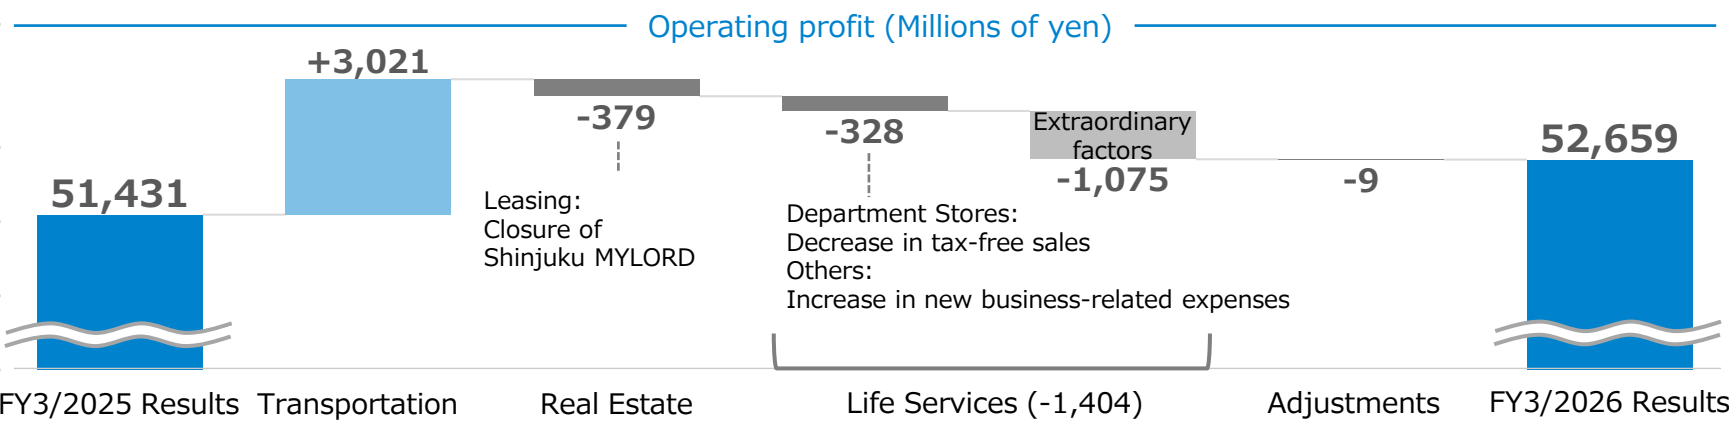 Operating profit (Millions of yen)
+3,021
-379
-328
Extraordinary
factors
-1,075
-9
51,431
52,659
Leasing:
Closure of
Shinjuku MYLORD
Department Stores:
Decrease in tax-free sales
Others:
Increase in new business-related expenses
FY3/2025 Results
Transportation
Real Estate
Life Services (-1,404)
Adjustments
FY3/2026 Results